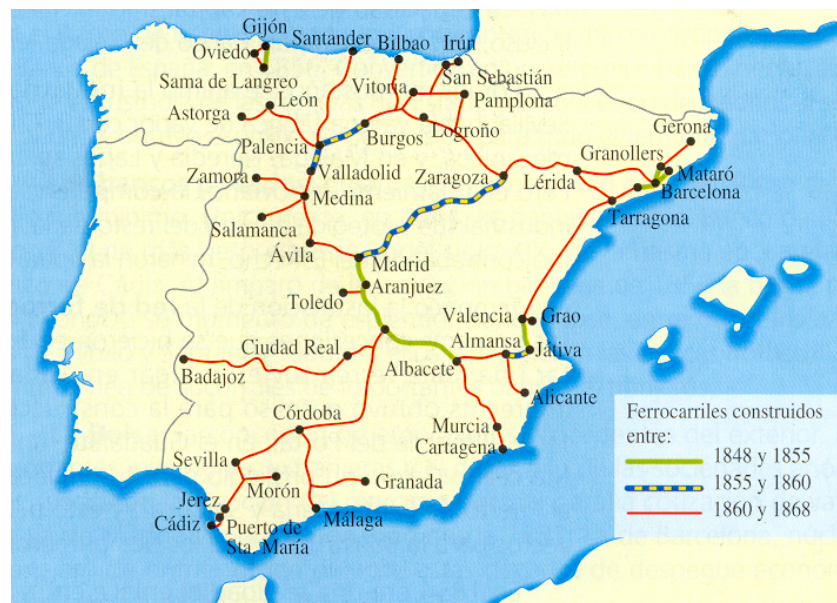 Gijón
Oviedo
Sama de Langreo
Santander
Bilbao
Irún
San Sebastián
Vitoria
Pamplona
León
Astorga
Burgos
Logroño
Palencia
Gerona
Granollers
Mataró
Barcelona
Zamora
Valladolid
Zaragoza
Lérida
Medina
Tarragona
Salamanca
Ávila
Madrid
Aranjuez
Toledo
Valencia
Grao
Ciudad Real
Almansa
Játiva
Badajoz
Albacete
Alicante
Córdoba
Murcia
Cartagena
Sevilla
Morón
Granada
Jerez
Cádiz
Puerto de
Sta. María
Málaga
Ferrocarriles construidos
entre:
1848 y 1855
1855 y 1860
1860 y 1868